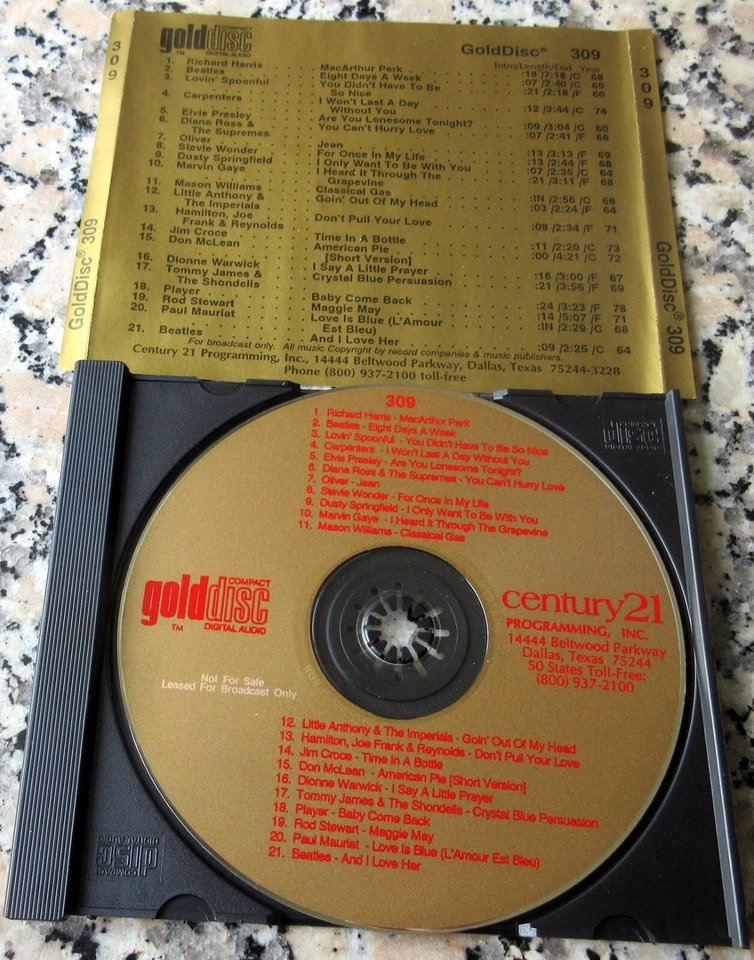 COMPACT
golddisc
™ DIGITAL AUDIO
GoldDisc® 309
Intro/Length/End Year
1. Richard Harris MacArthur Park :18 /7:18 /C 68
2. Beatles Eight Days A Week :07 /2:40 /C 65
3. Lovin' Spoonful You Didn't Have To Be
So Nice :21 /2:18 /F 66
4. Carpenters I Won't Last A Day
Without You :12 /3:44 /C 74
5. Elvis Presley Are You Lonesome Tonight? :09 /3:04 /C 60
6. Diana Ross &
The Supremes You Can't Hurry Love :07 /2:41 /F 66
7. Oliver Jean :13 /3:13 /F 69
8. Stevie Wonder For Once In My Life :13 /2:44 /F 68
9. Dusty Springfield I Only Want To Be With You :07 /2:35 /C 64
10. Marvin Gaye I Heard It Through The
Grapevine :21 /3:11 /F 68
11. Mason Williams Classical Gas :IN /2:56 /C 68
12. Little Anthony &
The Imperials Goin' Out Of My Head :03 /2:24 /F 64
13. Hamilton, Joe
Frank & Reynolds Don't Pull Your Love :08 /2:34 /F 71
14. Jim Croce Time In A Bottle :11 /2:20 /C 73
15. Don McLean American Pie
[Short Version] :00 /4:21 /C 72
16. Dionne Warwick I Say A Little Prayer :16 /3:00 /F 67
17. Tommy James &
The Shondells Crystal Blue Persuasion :21 /3:56 /F 69
18. Player Baby Come Back :24 /3:23 /F 78
19. Rod Stewart Maggie May :14 /5:07 /F 71
20. Paul Mauriat Love Is Blue (L'Amour
Est Bleu) :IN /2:29 /C 68
21. Beatles And I Love Her :09 /2:25 /C 64
For broadcast only. All music Copyright by record companies & music publishers.
Century 21 Programming, Inc., 14444 Beltwood Parkway, Dallas, Texas 75244-3228
Phone (800) 937-2100 toll-free
309
GoldDisc® 309
309
GoldDisc® 309
COMPACT
disc
DIGITAL AUDIO
309
1. Richard Harris - MacArthur Park
2. Beatles - Eight Days A Week
3. Lovin' Spoonful - You Didn't Have To Be So Nice
4. Carpenters - I Won't Last A Day Without You
5. Elvis Presley - Are You Lonesome Tonight?
6. Diana Ross & The Supremes - You Can't Hurry Love
7. Oliver - Jean
8. Stevie Wonder - For Once In My Life
9. Dusty Springfield - I Only Want To Be With You
10. Marvin Gaye - I Heard It Through The Grapevine
11. Mason Williams - Classical Gas
COMPACT
golddisc
™ DIGITAL AUDIO
Not For Sale
Leased For Broadcast Only
century21
PROGRAMMING, INC.
14444 Beltwood Parkway
Dallas, Texas 75244
50 States Toll-Free:
(800) 937-2100
12. Little Anthony & The Imperials - Goin' Out Of My Head
13. Hamilton, Joe Frank & Reynolds - Don't Pull Your Love
14. Jim Croce - Time In A Bottle
15. Don McLean - American Pie [Short Version]
16. Dionne Warwick - I Say A Little Prayer
17. Tommy James & The Shondells - Crystal Blue Persuasion
18. Player - Baby Come Back
19. Rod Stewart - Maggie May
20. Paul Mauriat - Love Is Blue (L'Amour Est Bleu)
21. Beatles - And I Love Her
COMPACT
disc
DIGITAL AUDIO